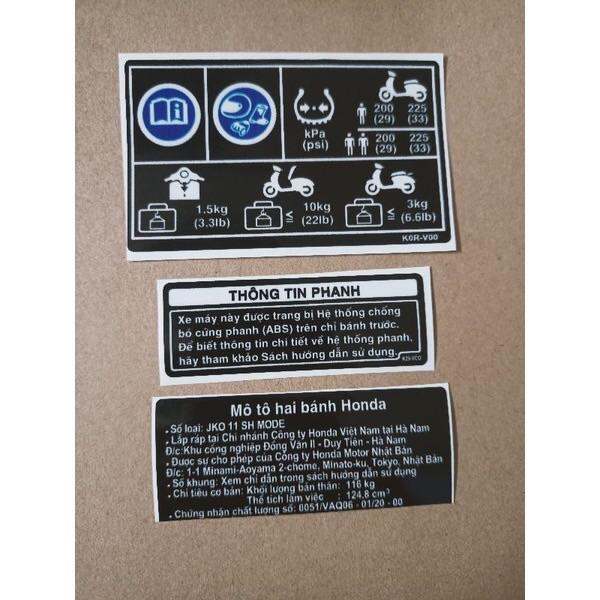 kPa
(psi)
200
(29)
225
(33)
200
(29)
225
(33)
1.5kg
(3.3lb)
≤ 10kg
(22lb)
≤ 3kg
(6.6lb)
K0R-V00
THÔNG TIN PHANH
Xe máy này được trang bị Hệ thống chống
bó cứng phanh (ABS) trên chỉ bánh trước.
Để biết thông tin chi tiết về hệ thống phanh,
hãy tham khảo Sách hướng dẫn sử dụng.
Mô tô hai bánh Honda
• Số loại: JKO 11 SH MODE
• Lắp ráp tại Chi nhánh Công ty Honda Việt Nam tại Hà Nam
Đ/c:Khu công nghiệp Đồng Văn II - Duy Tiên - Hà Nam
• Được sự cho phép của Công ty Honda Motor Nhật Bản
Đ/c: 1-1 Minami-Aoyama 2-chome, Minato-ku, Tokyo, Nhật Bản
• Số khung: Xem chỉ dẫn trong sách hướng dẫn sử dụng
• Chỉ tiêu cơ bản: Khối lượng bản thân: 116 kg
Thể tích làm việc : 124,8 cm³
• Chứng nhận chất lượng số: 0051/VAQ06 - 01/20 - 00